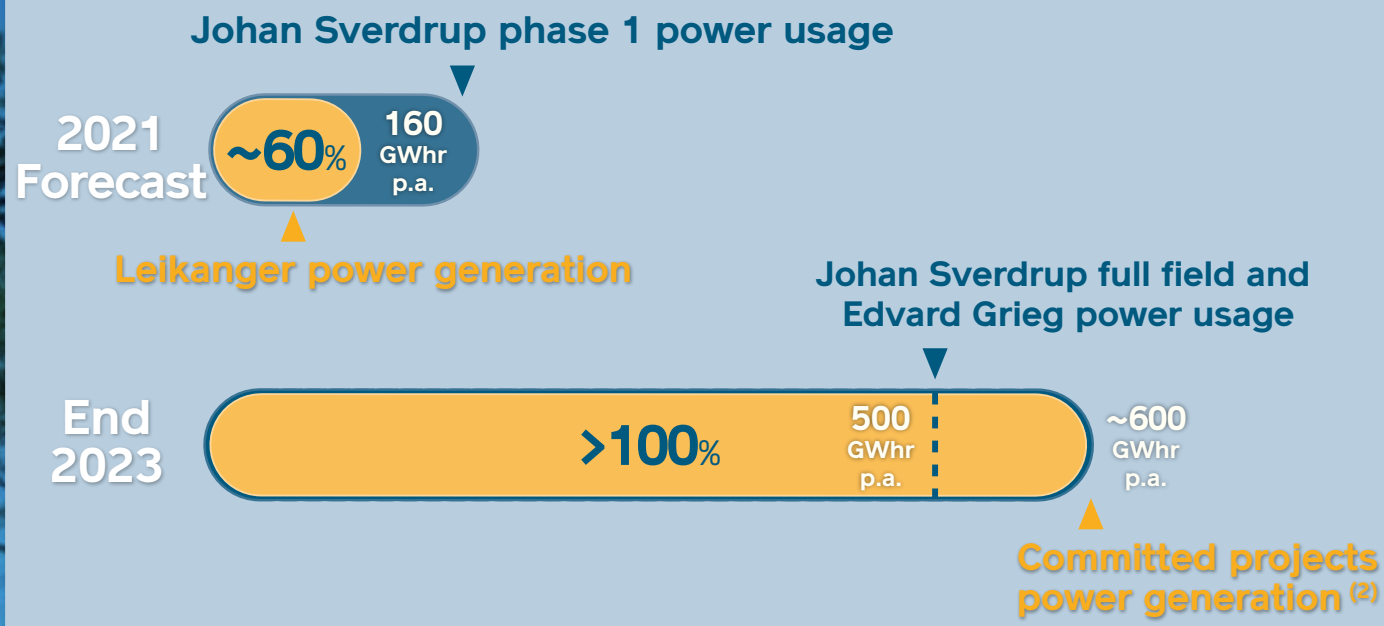 Johan Sverdrup phase 1 power usage
2021
Forecast
~60%
160
GWhr
p.a.
Leikanger power generation
Johan Sverdrup full field and
Edvard Grieg power usage
End
2023
>100%
500
GWhr
p.a.
~600
GWhr
p.a.
Committed projects
power generation (2)